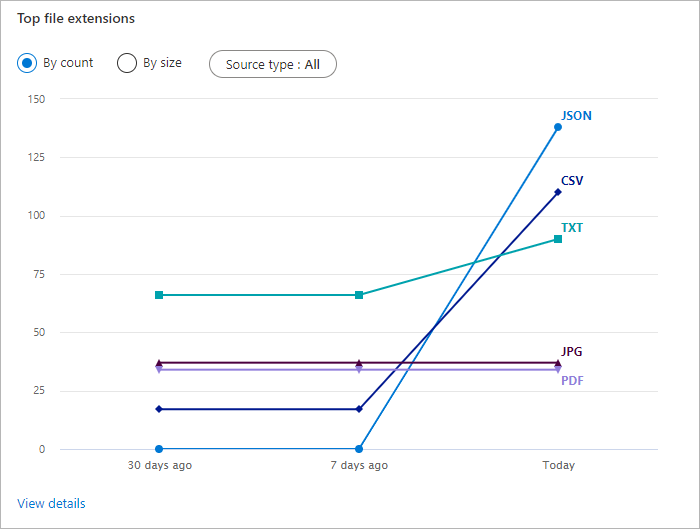 Top file extensions
By count By size Source type : All
150
JSON
125
CSV
100
TXT
75
50
JPG
PDF
25
0
30 days ago 7 days ago Today
View details